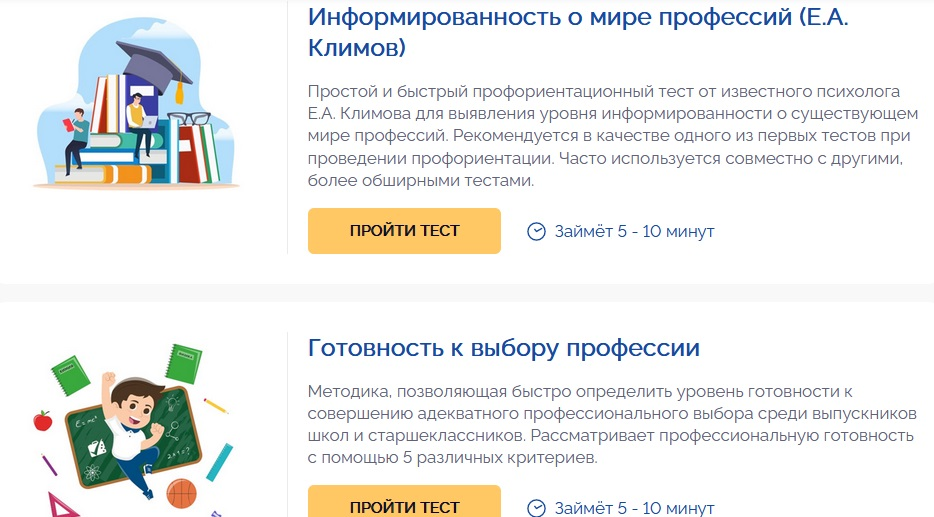 Информированность о мире профессий (Е.А.
Климов)
Простой и быстрый профориентационный тест от известного психолога
Е.А. Климова для выявления уровня информированности о существующем
мире профессий. Рекомендуется в качестве одного из первых тестов при
проведении профориентации. Часто используется совместно с другими,
более обширными тестами.
ПРОЙТИ ТЕСТ
Займёт 5 - 10 минут
Готовность к выбору профессии
Методика, позволяющая быстро определить уровень готовности к
совершению адекватного профессионального выбора среди выпускников
школ и старшеклассников. Рассматривает профессиональную готовность
с помощью 5 различных критериев.
ПРОЙТИ ТЕСТ
Займёт 5 - 10 минут